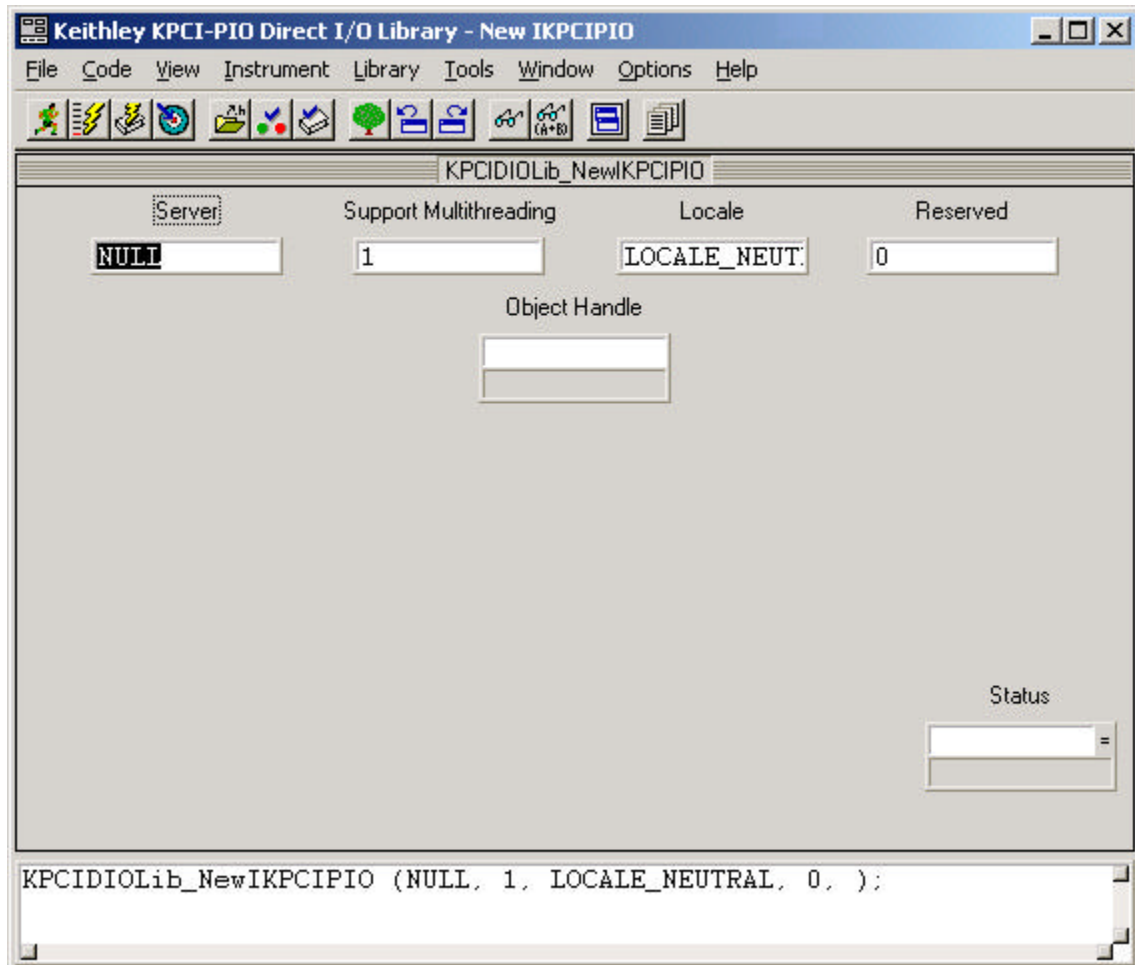 Keithley KPCI-PIO Direct I/O Library - New IKPCIPIO
File Code View Instrument Library Tools Window Options Help
(A+B)
KPCIDIOLib_NewIKPCIPIO
Server Support Multithreading Locale Reserved
NULL 1 LOCALE_NEUT. 0
Object Handle
Status
=
KPCIDIOLib_NewIKPCIPIO (NULL, 1, LOCALE_NEUTRAL, 0, );